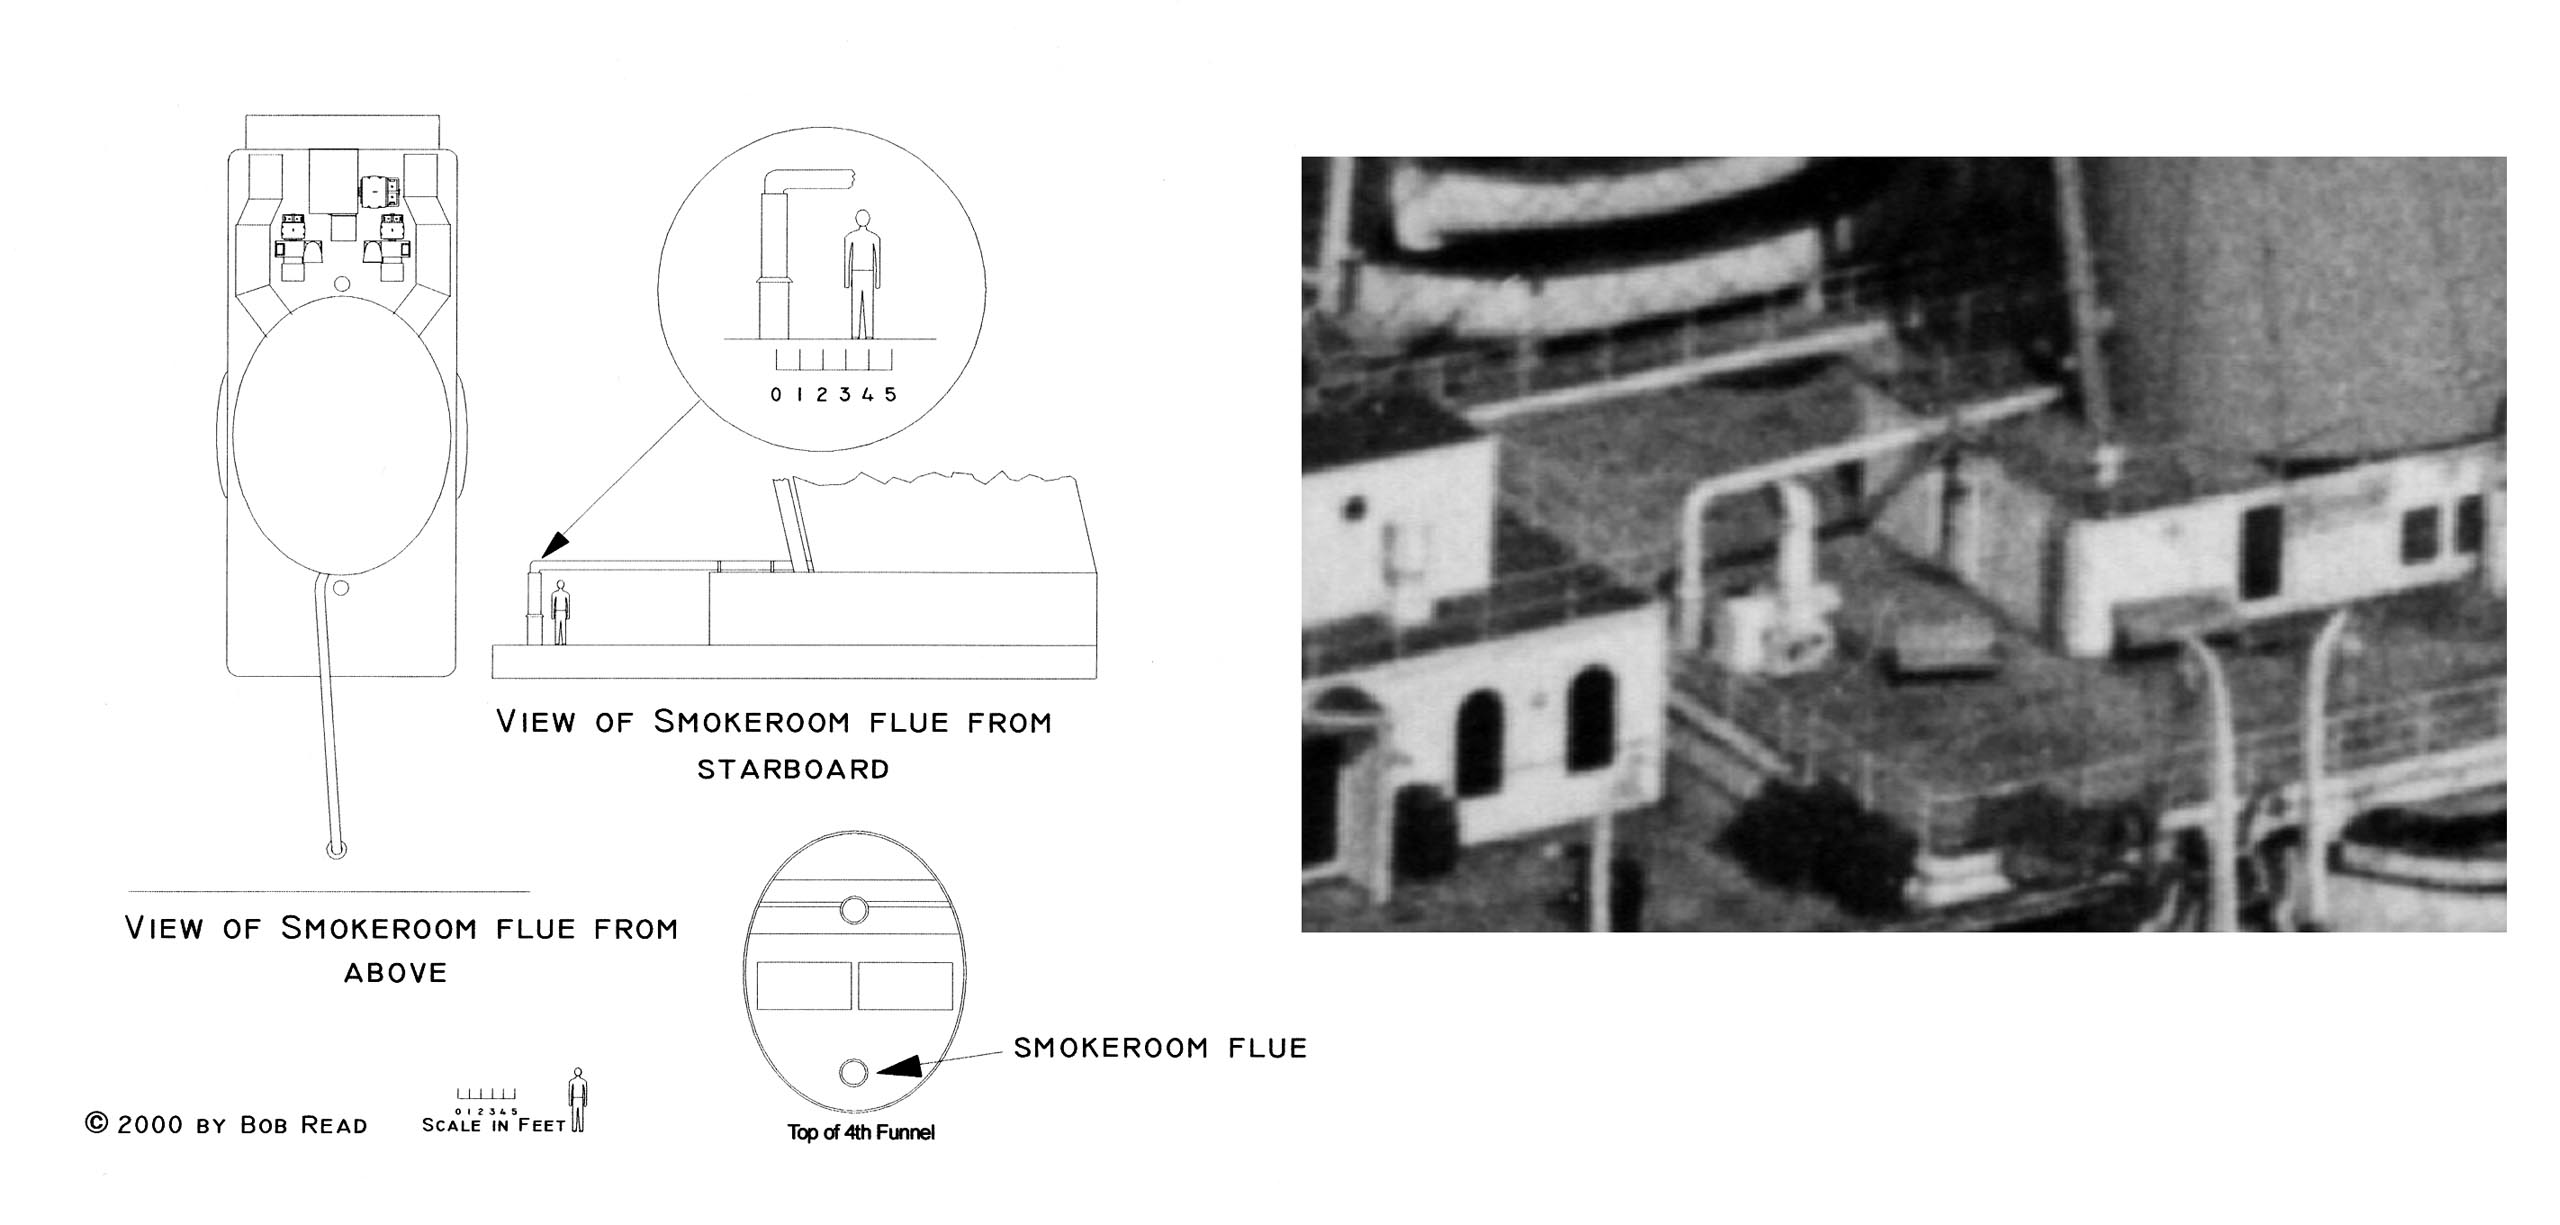 0 1 2 3 4 5
VIEW OF SMOKEROOM FLUE FROM
STARBOARD
VIEW OF SMOKEROOM FLUE FROM
ABOVE
SMOKEROOM FLUE
Top of 4th Funnel
0 1 2 3 4 5
SCALE IN FEET
© 2000 BY BOB READ